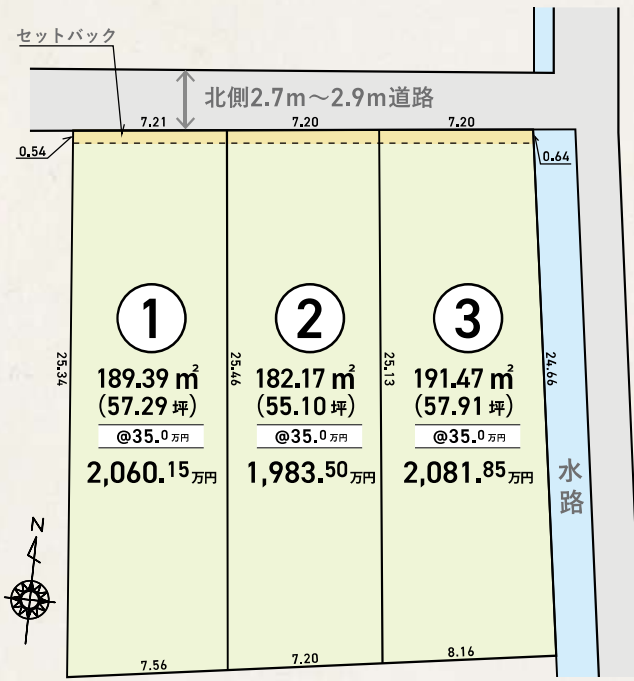 セットバック
北側2.7m～2.9m道路
7.21
7.20
7.20
0.54
0.64
1
189.39 ㎡
(57.29 坪)
@35.0 万円
2,060.15万円
2
182.17 ㎡
(55.10 坪)
@35.0 万円
1,983.50万円
3
191.47 ㎡
(57.91 坪)
@35.0 万円
2,081.85万円
25.34
25.46
25.13
24.66
水路
N
7.56
7.20
8.16